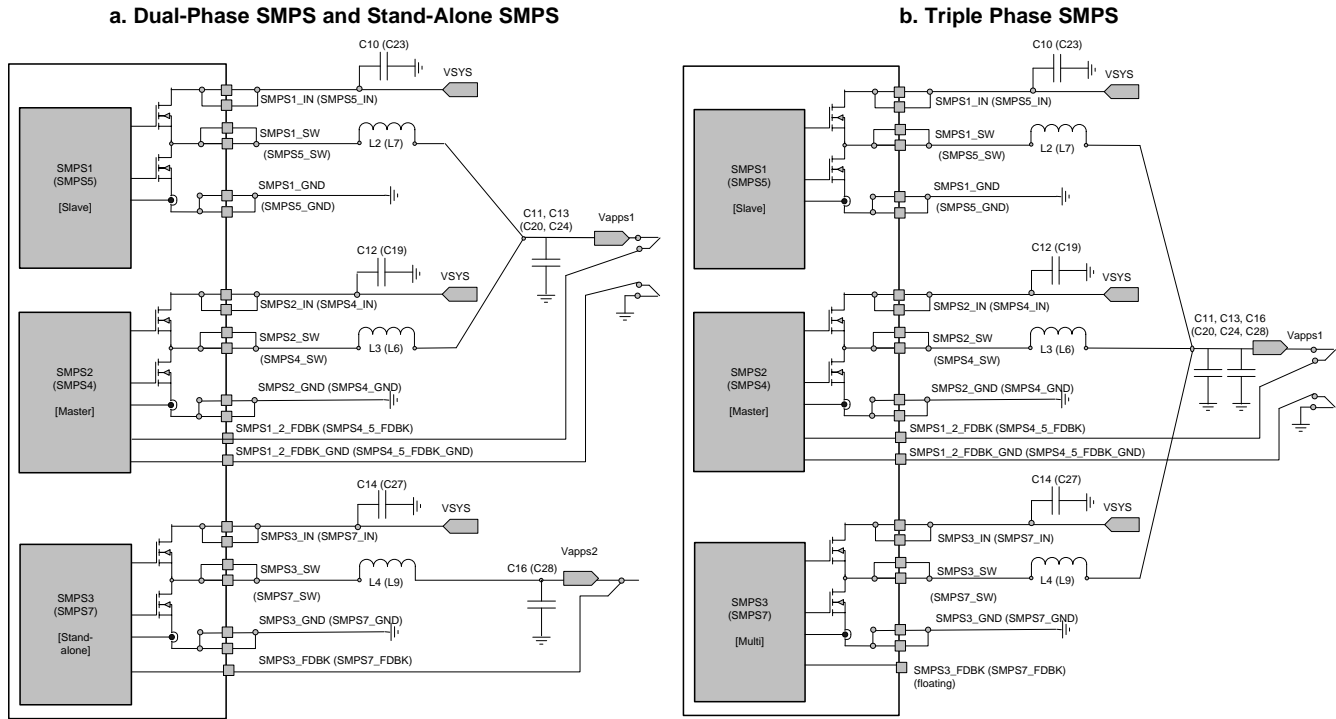 a. Dual-Phase SMPS and Stand-Alone SMPS
C10 (C23)
VSYS
SMPS1_IN (SMPS5_IN)
SMPS1_SW
(SMPS5_SW)
L2 (L7)
SMPS1
(SMPS5)
[Slave]
SMPS1_GND
(SMPS5_GND)
C11, C13
(C20, C24)
Vapps1
C12 (C19)
VSYS
SMPS2_IN (SMPS4_IN)
SMPS2_SW
(SMPS4_SW)
L3 (L6)
SMPS2
(SMPS4)
[Master]
SMPS2_GND (SMPS4_GND)
SMPS1_2_FDBK (SMPS4_5_FDBK)
SMPS1_2_FDBK_GND (SMPS4_5_FDBK_GND)
C14 (C27)
VSYS
SMPS3_IN (SMPS7_IN)
SMPS3_SW
(SMPS7_SW)
L4 (L9)
C16 (C28)
Vapps2
SMPS3
(SMPS7)
[Stand-
alone]
SMPS3_GND (SMPS7_GND)
SMPS3_FDBK (SMPS7_FDBK)
b. Triple Phase SMPS
C10 (C23)
VSYS
SMPS1_IN (SMPS5_IN)
SMPS1_SW
(SMPS5_SW)
L2 (L7)
SMPS1
(SMPS5)
[Slave]
SMPS1_GND
(SMPS5_GND)
C12 (C19)
VSYS
SMPS2_IN (SMPS4_IN)
SMPS2_SW
(SMPS4_SW)
L3 (L6)
C11, C13, C16
(C20, C24, C28)
Vapps1
SMPS2
(SMPS4)
[Master]
SMPS2_GND (SMPS4_GND)
SMPS1_2_FDBK (SMPS4_5_FDBK)
SMPS1_2_FDBK_GND (SMPS4_5_FDBK_GND)
C14 (C27)
VSYS
SMPS3_IN (SMPS7_IN)
SMPS3_SW
(SMPS7_SW)
L4 (L9)
SMPS3
(SMPS7)
[Multi]
SMPS3_GND (SMPS7_GND)
SMPS3_FDBK (SMPS7_FDBK)
(floating)